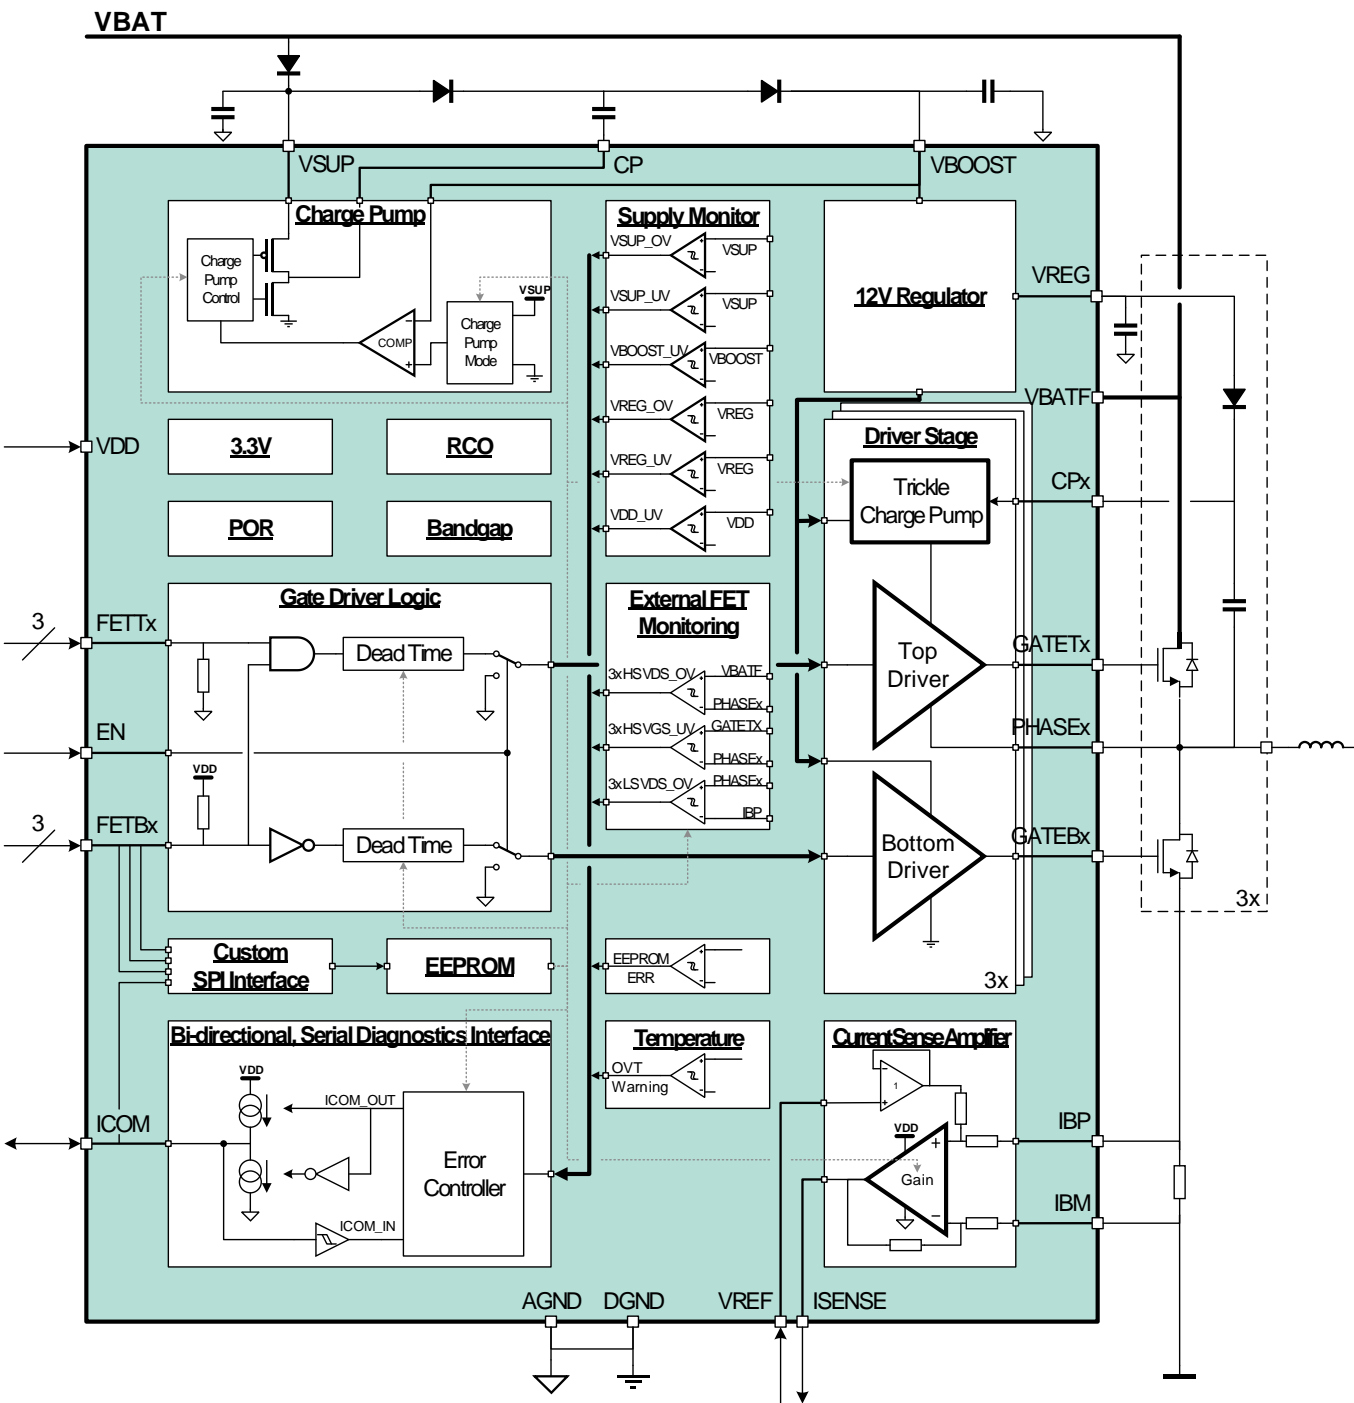 VBAT
VSUP
CP
VBOOST
Charge Pump
Charge
Pump
Control
COMP
VSUP
Charge
Pump
Mode
Supply Monitor
VSUP_OV
VSUP
VSUP_UV
VSUP
VBOOST_UV
VBOOST
VREG_OV
VREG
VREG_UV
VREG
VDD_UV
VDD
12V Regulator
VREG
VBATF
VDD
3.3V
RCO
POR
Bandgap
Driver Stage
Trickle
Charge Pump
CPx
Top
Driver
Bottom
Driver
3x
GATETx
PHASEx
GATEBx
3x
3
FETTx
EN
3
FETBx
Gate Driver Logic
Dead Time
VDD
Dead Time
External FET
Monitoring
3xHSVDS_OV
VBATF
PHASEx
3xHSVGS_UV
GATETX
PHASEx
3xLSVDS_OV
PHASEx
IBP
Custom
SPI Interface
EEPROM
EEPROM
ERR
Bi-directional, Serial Diagnostics Interface
VDD
ICOM_OUT
ICOM_IN
Error
Controller
ICOM
Temperature
OVT
Warning
Current Sense Amplifier
1
VDD
Gain
IBP
IBM
AGND
DGND
VREF
ISENSE